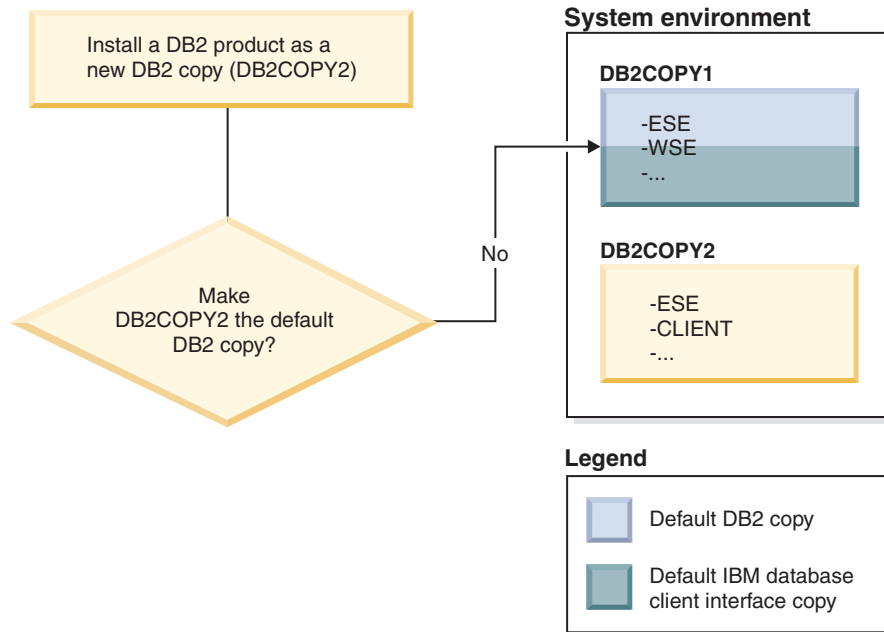 Install a DB2 product as a
new DB2 copy (DB2COPY2)
Make
DB2COPY2 the default
DB2 copy?
No
System environment
DB2COPY1
-ESE
-WSE
-...
DB2COPY2
-ESE
-CLIENT
-...
Legend
Default DB2 copy
Default IBM database
client interface copy